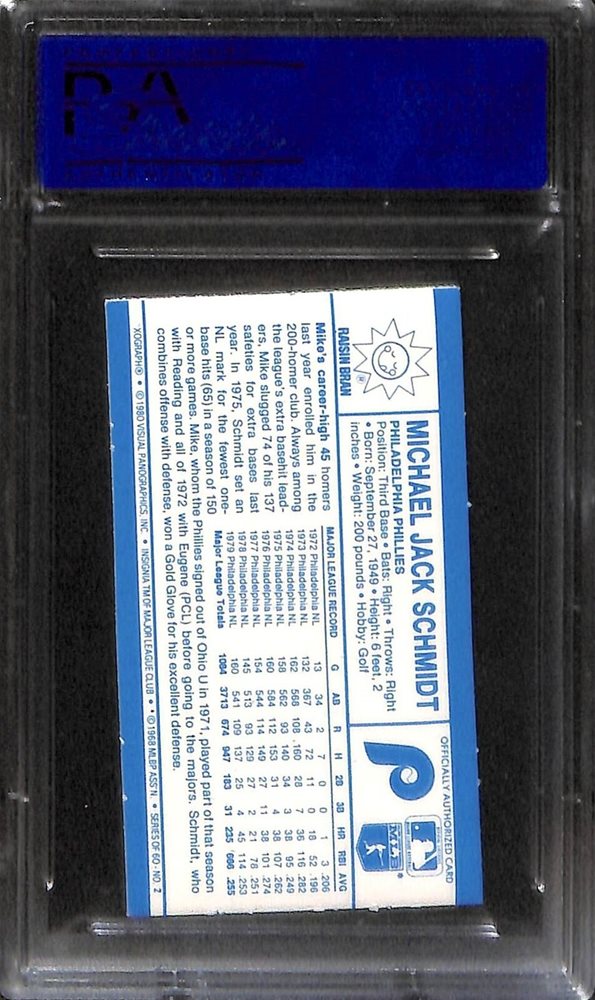 PSA
OFFICIALLY AUTHORIZED CARD
MICHAEL JACK SCHMIDT
PHILADELPHIA PHILLIES
Position: Third Base • Bats: Right • Throws: Right
• Born: September 27, 1949 • Height: 6 feet, 2
inches • Weight: 200 pounds • Hobby: Golf
RAISIN BRAN
Mike's career-high 45 homers
last year enrolled him in the
200-homer club. Always among
the league's extra basehit lead-
ers, Mike slugged 74 of his 137
safeties for extra bases last
year. In 1975, Schmidt set an
NL mark for the fewest one-
base hits (65) in a season of 150
or more games. Mike, whom the Phillies signed out of Ohio U in 1971, played part of that season
with Reading and all of 1972 with Eugene (PCL) before going to the majors. Schmidt, who
combines offense with defense, won a Gold Glove for his excellent defense.
MAJOR LEAGUE RECORD G AB R H 2B 3B HR RBI AVG
1972 Philadelphia NL 13 34 2 7 0 0 1 3 .206
1973 Philadelphia NL 132 367 43 72 11 0 18 52 .196
1974 Philadelphia NL 162 568 108 .160 28 7 36 116 .282
1975 Philadelphia NL 158 562 93 140 34 3 38 95 .249
1976 Philadelphia NL 160 584 112 153 31 4 38 107 .262
1977 Philadelphia NL 154 544 114 149 27 11 38 101 .274
1978 Philadelphia NL 145 513 93 129 27 2 21 78 .251
1979 Philadelphia NL 160 541 109 137 25 4 45 114 .253
Major League Totals 1084 3713 674 947 183 31 235 666 .255
XOGRAPH® • © 1980 VISUAL PANOGRAPHICS, INC. • INSIGNIA TM OF MAJOR LEAGUE CLUB • • © 1968 MLBP ASS'N. • SERIES OF 60 - NO. 2